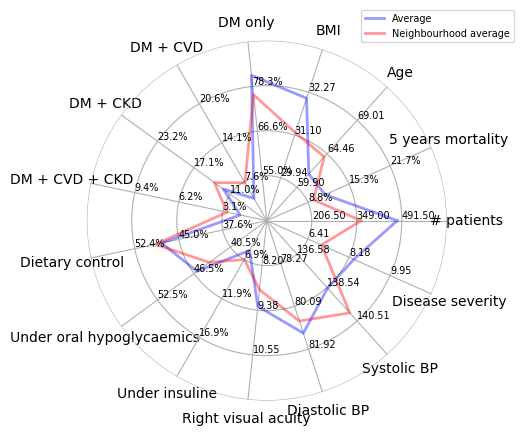 Average
Neighbourhood average
DM only
BMI
Age
5 years mortality
# patients
Disease severity
Systolic BP
Diastolic BP
Right visual acuity
Under insuline
Under oral hypoglycaemics
Dietary control
DM + CVD + CKD
DM + CKD
DM + CVD
206.50
349.00
491.50
8.8%
15.3%
21.7%
59.90
64.46
69.01
29.94
31.10
32.27
55.0%
66.6%
78.3%
7.6%
14.1%
20.6%
11.0%
17.1%
23.2%
3.1%
6.2%
9.4%
37.6%
45.0%
52.4%
40.5%
46.5%
52.5%
6.9%
11.9%
16.9%
8.20
9.38
10.55
78.27
80.09
81.92
136.58
138.54
140.51
6.41
8.18
9.95